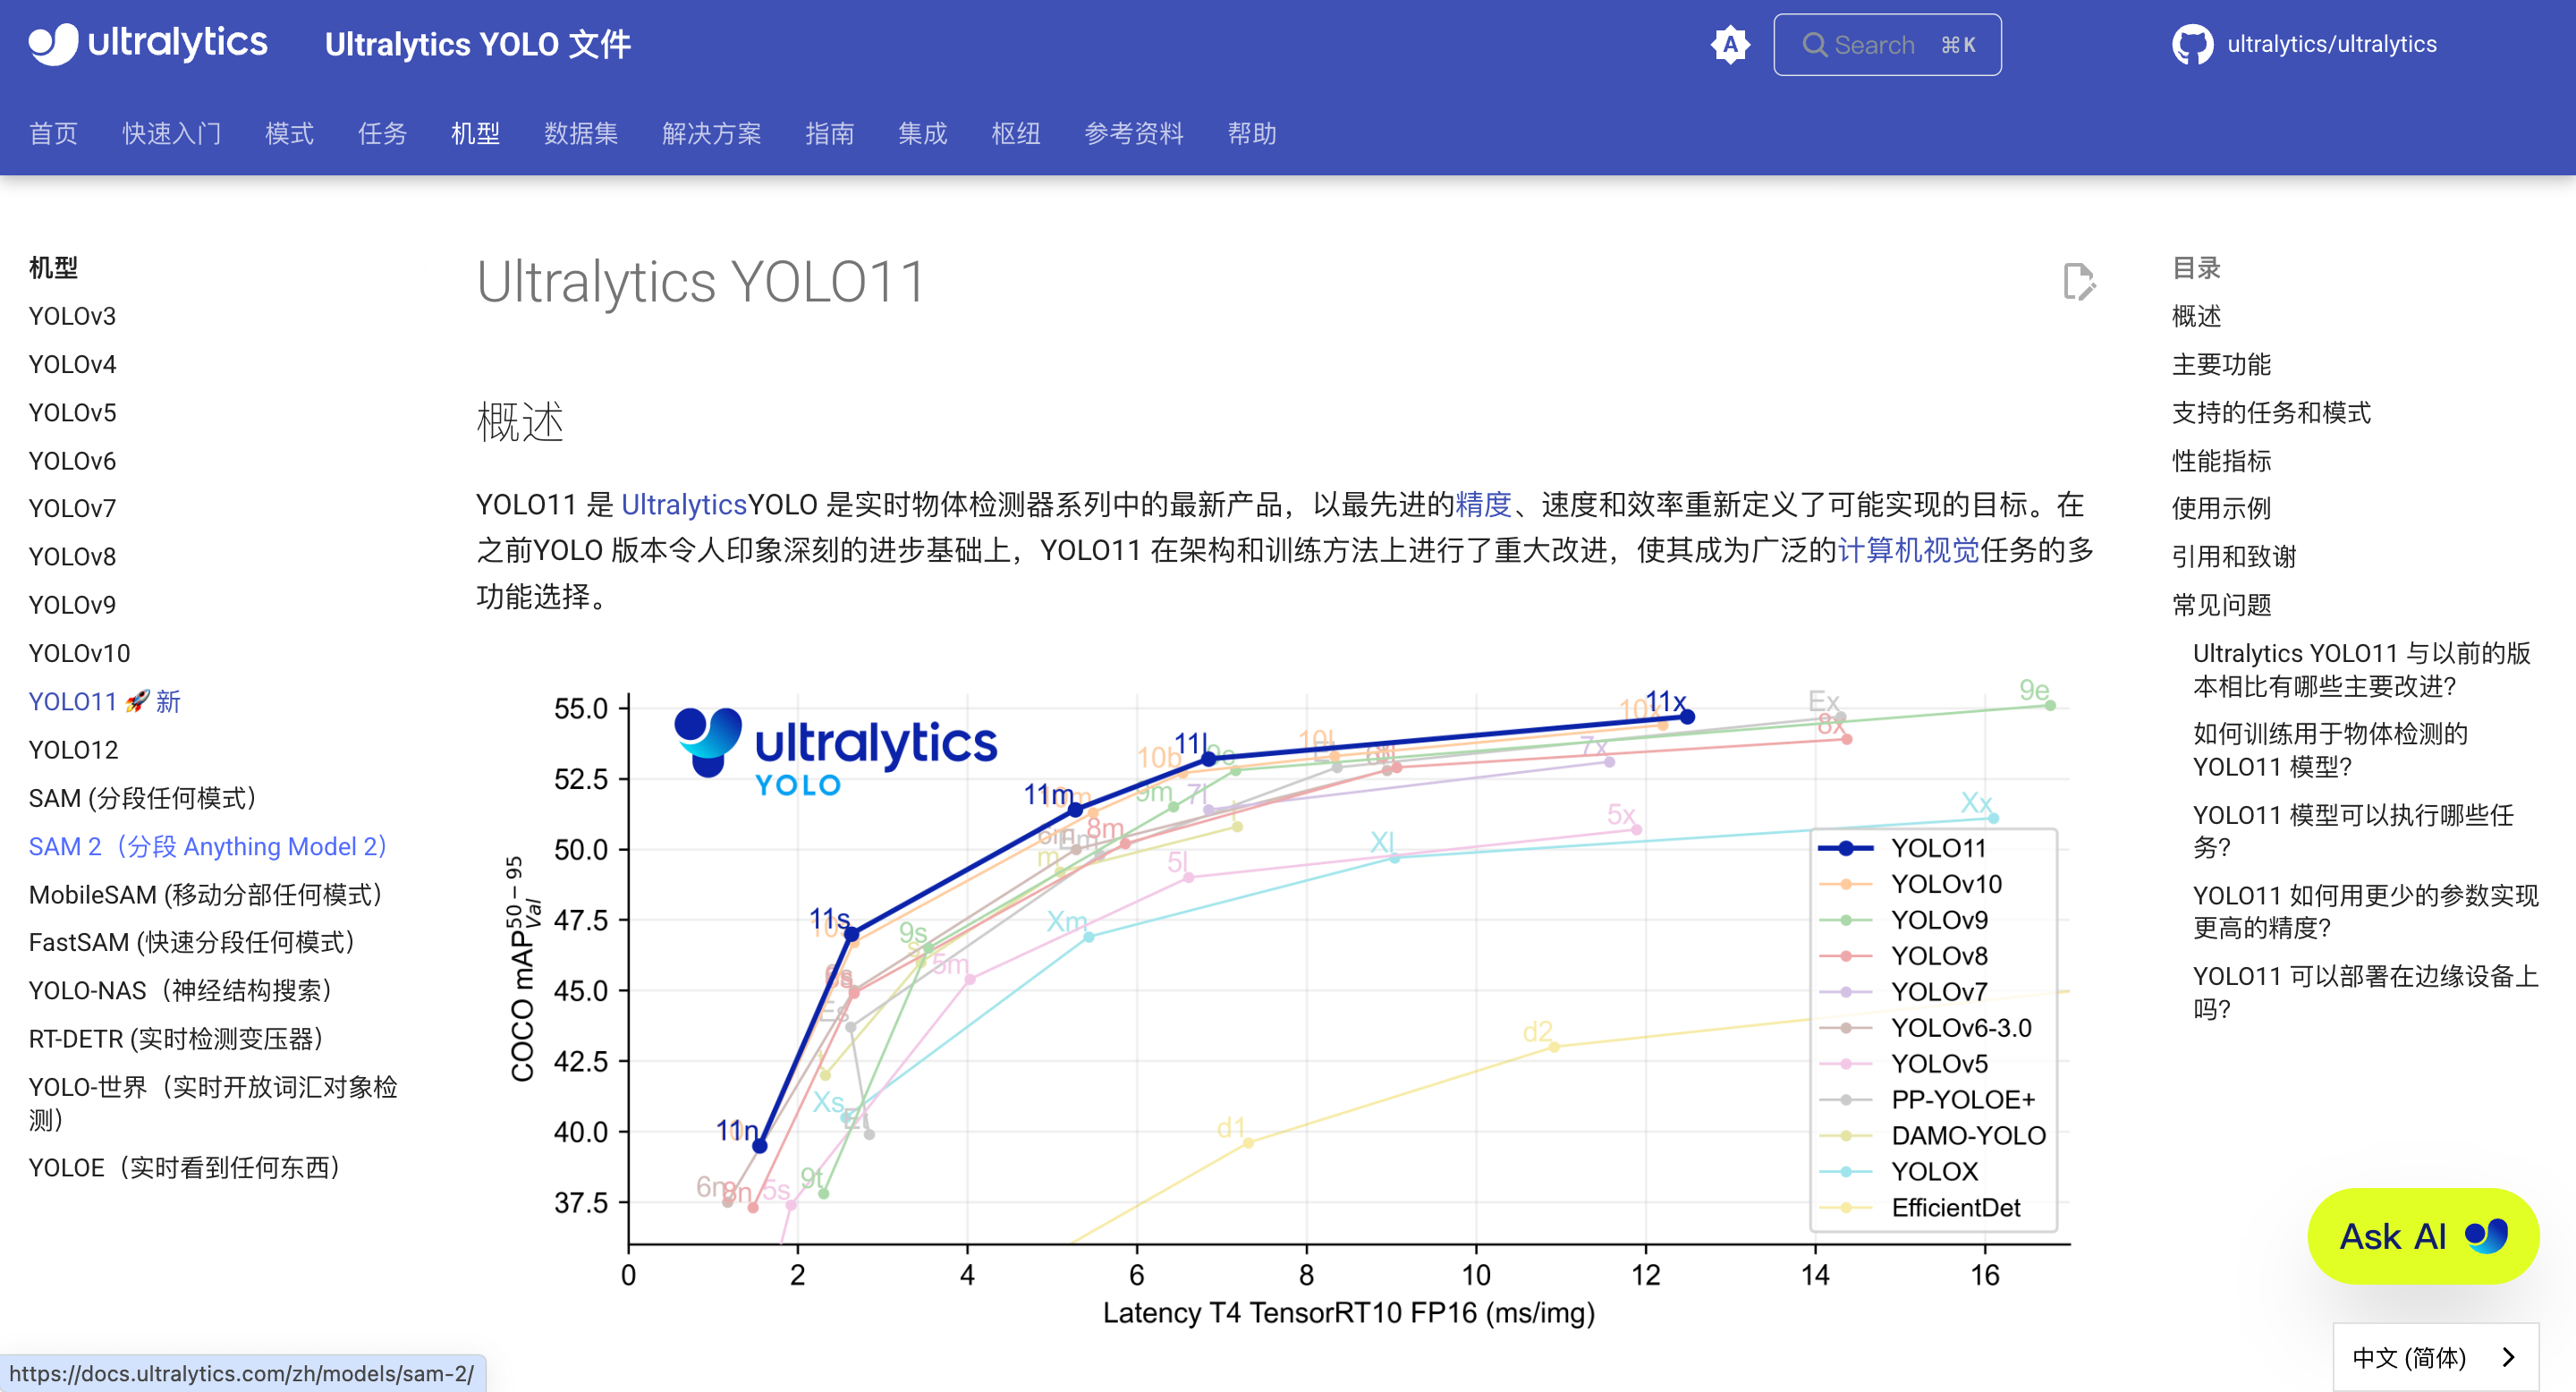 ultralytics
Ultralytics YOLO 文件
A
Search ⌘K
ultralytics/ultralytics
首页 快速入门 模式 任务 机型 数据集 解决方案 指南 集成 枢纽 参考资料 帮助
机型
YOLOv3
YOLOv4
YOLOv5
YOLOv6
YOLOv7
YOLOv8
YOLOv9
YOLOv10
YOLO11 🚀 新
YOLO12
SAM (分段任何模式)
SAM 2（分段 Anything Model 2）
MobileSAM (移动分部任何模式）
FastSAM (快速分段任何模式）
YOLO-NAS（神经结构搜索）
RT-DETR (实时检测变压器）
YOLO-世界（实时开放词汇对象检
测）
YOLOE（实时看到任何东西）
Ultralytics YOLO11
概述
YOLO11 是 UltralyticsYOLO 是实时物体检测器系列中的最新产品，以最先进的精度、速度和效率重新定义了可能实现的目标。在
之前YOLO 版本令人印象深刻的进步基础上，YOLO11 在架构和训练方法上进行了重大改进，使其成为广泛的计算机视觉任务的多
功能选择。
ultralytics
YOLO
COCO mAP50-95 Val
55.0
52.5
50.0
47.5
45.0
42.5
40.0
37.5
0 2 4 6 8 10 12 14 16
Latency T4 TensorRT10 FP16 (ms/img)
11n
11s
11m
11l
11x
10b
10l
10x
9t
9s
9m
9c
9e
8n
8m
8x
7l
7x
5s
5m
5l
5x
Es
Et
Ex
Xs
Xm
Xl
Xx
d1
d2
YOLO11
YOLOv10
YOLOv9
YOLOv8
YOLOv7
YOLOv6-3.0
YOLOv5
PP-YOLOE+
DAMO-YOLO
YOLOX
EfficientDet
目录
概述
主要功能
支持的任务和模式
性能指标
使用示例
引用和致谢
常见问题
Ultralytics YOLO11 与以前的版
本相比有哪些主要改进?
如何训练用于物体检测的
YOLO11 模型?
YOLO11 模型可以执行哪些任
务?
YOLO11 如何用更少的参数实现
更高的精度?
YOLO11 可以部署在边缘设备上
吗?
Ask AI
中文 (简体)
https://docs.ultralytics.com/zh/models/sam-2/